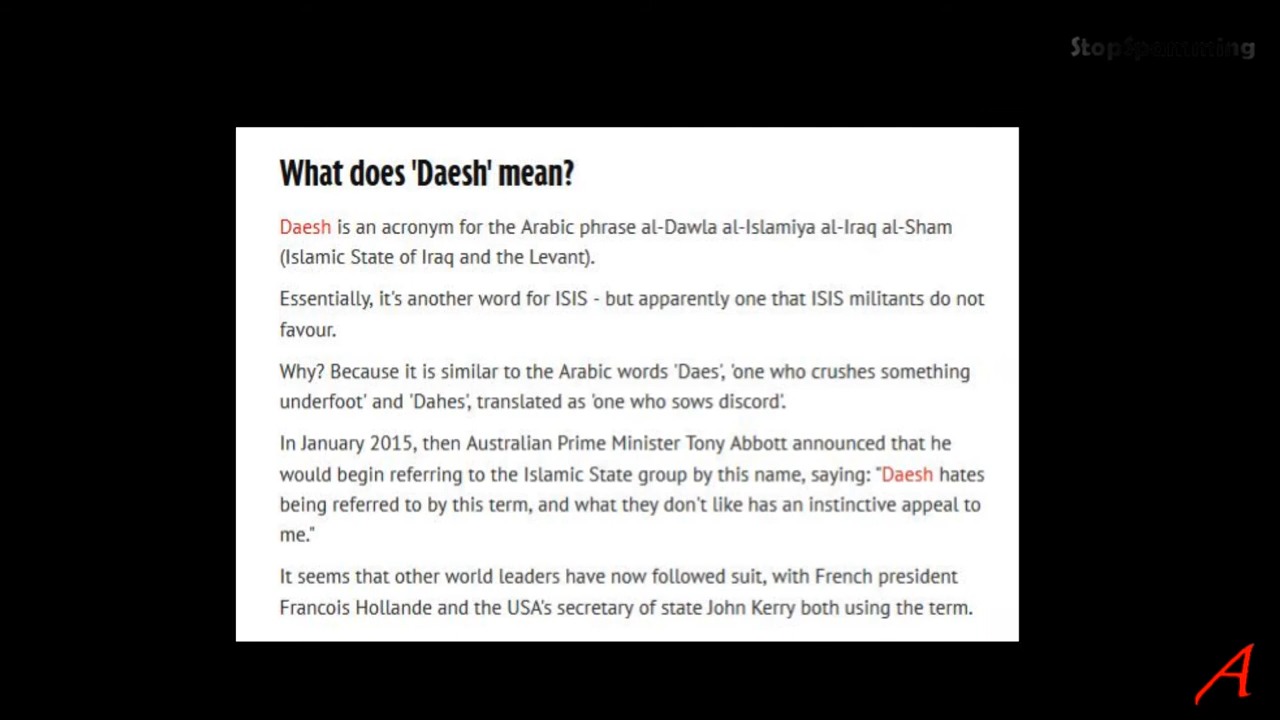 StopSpamming
What does 'Daesh' mean?
Daesh is an acronym for the Arabic phrase al-Dawla al-Islamiya al-Iraq al-Sham
(Islamic State of Iraq and the Levant).
Essentially, it's another word for ISIS - but apparently one that ISIS militants do not
favour.
Why? Because it is similar to the Arabic words 'Daes', 'one who crushes something
underfoot' and 'Dahes', translated as 'one who sows discord'.
In January 2015, then Australian Prime Minister Tony Abbott announced that he
would begin referring to the Islamic State group by this name, saying: "Daesh hates
being referred to by this term, and what they don't like has an instinctive appeal to
me."
It seems that other world leaders have now followed suit, with French president
Francois Hollande and the USA's secretary of state John Kerry both using the term.
A